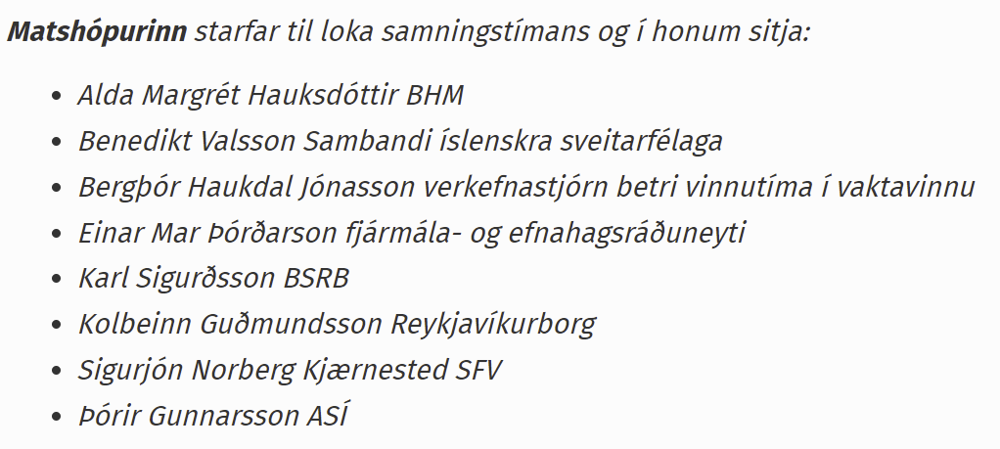 Matshópurinn starfar til loka samningstímans og í honum sitja:
• Alda Margrét Hauksdóttir BHM
• Benedikt Valsson Sambandi íslenskra sveitarfélaga
• Bergþór Haukdal Jónasson verkefnastjórn betri vinnutíma í vaktavinnu
• Einar Mar Þórðarson fjármála- og efnahagsráðuneyti
• Karl Sigurðsson BSRB
• Kolbeinn Guðmundsson Reykjavíkurborg
• Sigurjón Norberg Kjærnested SFV
• Þórir Gunnarsson ASÍ